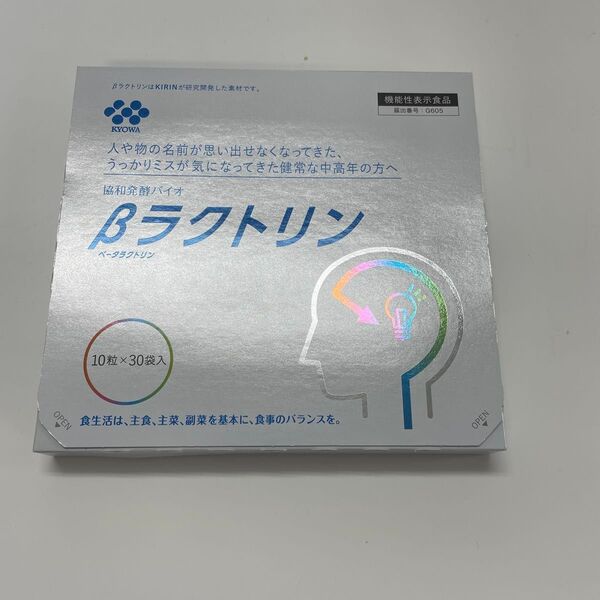 βラクトリンはKIRINが研究開発した素材です。
機能性表示食品
届出番号:G605
KYOWA
人や物の名前が思い出せなくなってきた、
うっかりミスが気になってきた健常な中高年の方へ
協和発酵バイオ
βラクトリン
ベータラクトリン
10粒×30袋入
OPEN
OPEN
食生活は、主食、主菜、副菜を基本に、食事のバランスを。